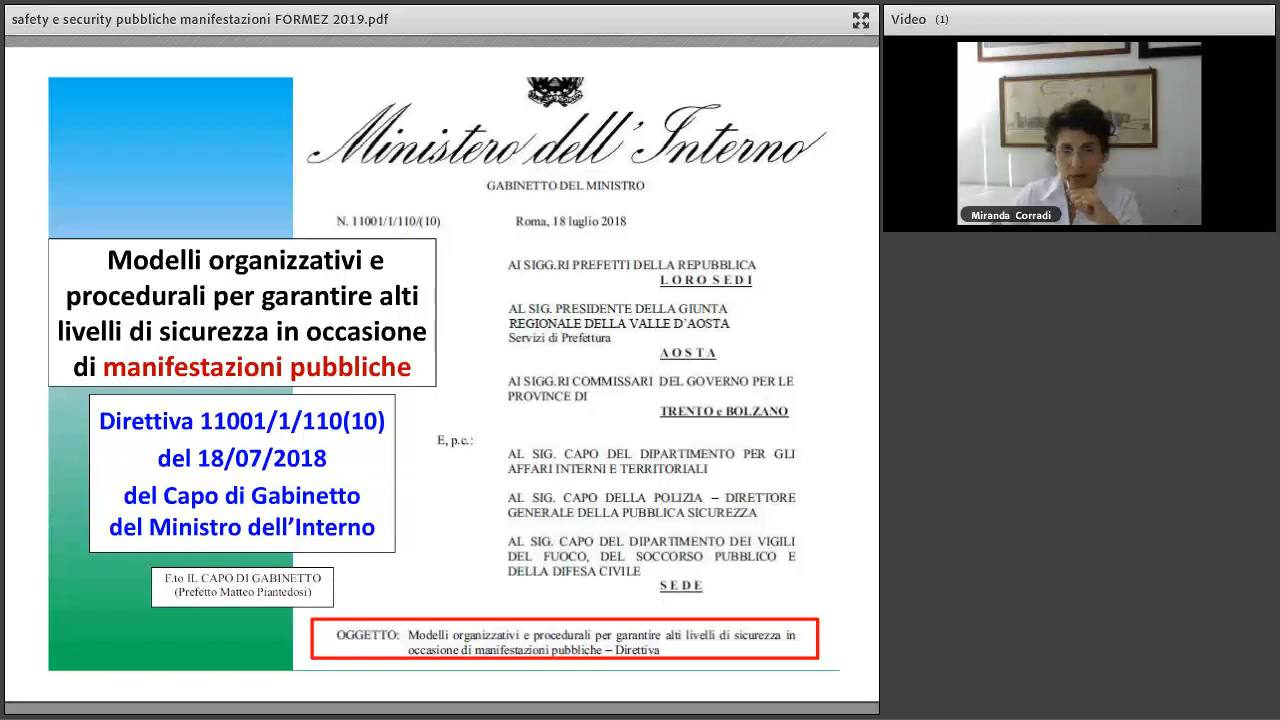 safety e security pubbliche manifestazioni FORMEZ 2019.pdf
Video (1)
Miranda Corradi
Ministero dell'Interno
GABINETTO DEL MINISTRO
N. 11001/1/110/(10) Roma, 18 luglio 2018
Modelli organizzativi e
procedurali per garantire alti
livelli di sicurezza in occasione
di manifestazioni pubbliche
Direttiva 11001/1/110(10)
del 18/07/2018
del Capo di Gabinetto
del Ministro dell’Interno
F.to IL CAPO DI GABINETTO
(Prefetto Matteo Piantedosi)
AI SIGG.RI PREFETTI DELLA REPUBBLICA
L O R O S E D I
AL SIG. PRESIDENTE DELLA GIUNTA
REGIONALE DELLA VALLE D’AOSTA
Servizi di Prefettura
A O S T A
AI SIGG.RI COMMISSARI DEL GOVERNO PER LE
PROVINCE DI
TRENTO e BOLZANO
E, p.c.:
AL SIG. CAPO DEL DIPARTIMENTO PER GLI
AFFARI INTERNI E TERRITORIALI
AL SIG. CAPO DELLA POLIZIA – DIRETTORE
GENERALE DELLA PUBBLICA SICUREZZA
AL SIG. CAPO DEL DIPARTIMENTO DEI VIGILI
DEL FUOCO, DEL SOCCORSO PUBBLICO E
DELLA DIFESA CIVILE
S E D E
OGGETTO: Modelli organizzativi e procedurali per garantire alti livelli di sicurezza in
occasione di manifestazioni pubbliche – Direttiva